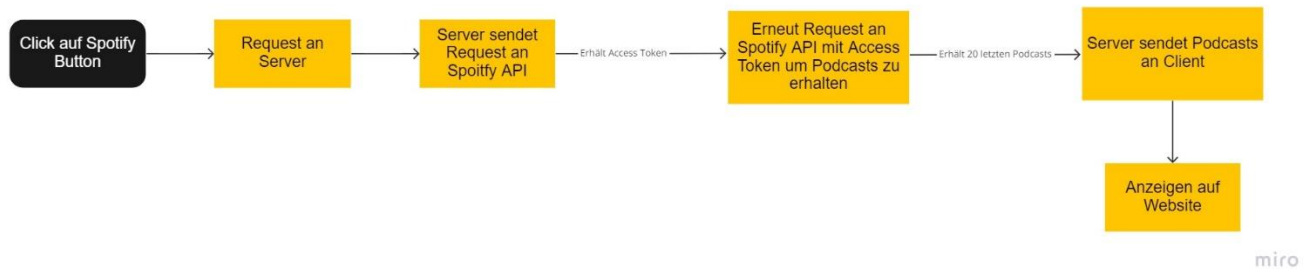 Click auf Spotify
Button
Request an
Server
Server sendet
Request an
Spoitfy API
Erhält Access Token
Erneut Request an
Spotify API mit Access
Token um Podcasts zu
erhalten
Erhält 20 letzten Podcasts
Server sendet Podcasts
an Client
Anzeigen auf
Website
miro